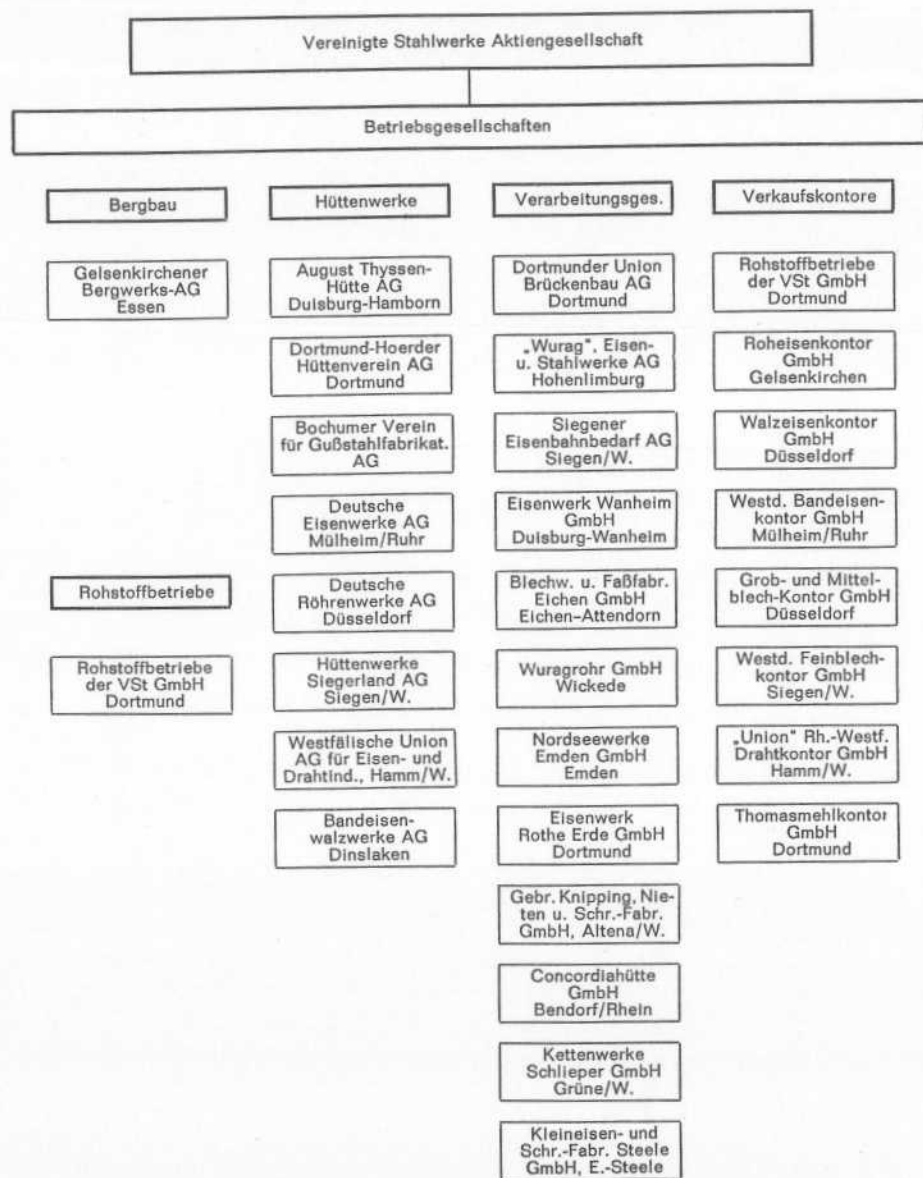 Vereinigte Stahlwerke Aktiengesellschaft
Betriebsgesellschaften
Bergbau
Gelsenkirchener
Bergwerks-AG
Essen
Rohstoffbetriebe
Rohstoffbetriebe
der VSt GmbH
Dortmund
Hüttenwerke
August Thyssen-
Hütte AG
Duisburg-Hamborn
Dortmund-Hoerder
Hüttenverein AG
Dortmund
Bochumer Verein
für Gußstahlfabrikat.
AG
Deutsche
Eisenwerke AG
Mülheim/Ruhr
Deutsche
Röhrenwerke AG
Düsseldorf
Hüttenwerke
Siegerland AG
Siegen/W.
Westfälische Union
AG für Eisen- und
Drahtind., Hamm/W.
Bandeisen-
walzwerke AG
Dinslaken
Verarbeitungsges.
Dortmunder Union
Brückenbau AG
Dortmund
„Wurag", Eisen-
u. Stahlwerke AG
Hohenlimburg
Siegener
Eisenbahnbedarf AG
Siegen/W.
Eisenwerk Wanheim
GmbH
Duisburg-Wanheim
Blechw. u. Faßfabr.
Eichen GmbH
Eichen-Attendorn
Wuragrohr GmbH
Wickede
Nordseewerke
Emden GmbH
Emden
Eisenwerk
Rothe Erde GmbH
Dortmund
Gebr. Knipping, Nie-
ten u. Schr.-Fabr.
GmbH, Altena/W.
Concordiahütte
GmbH
Bendorf/Rhein
Kettenwerke
Schlieper GmbH
Grüne/W.
Kleineisen- und
Schr.-Fabr. Steele
GmbH, E.-Steele
Verkaufskontore
Rohstoffbetriebe
der VSt GmbH
Dortmund
Roheisenkontor
GmbH
Gelsenkirchen
Walzeisenkontor
GmbH
Düsseldorf
Westd. Bandeisen-
kontor GmbH
Mülheim/Ruhr
Grob- und Mittel-
blech-Kontor GmbH
Düsseldorf
Westd. Feinblech-
kontor GmbH
Siegen/W.
„Union" Rh.-Westf.
Drahtkontor GmbH
Hamm/W.
Thomasmehlkontor
GmbH
Dortmund